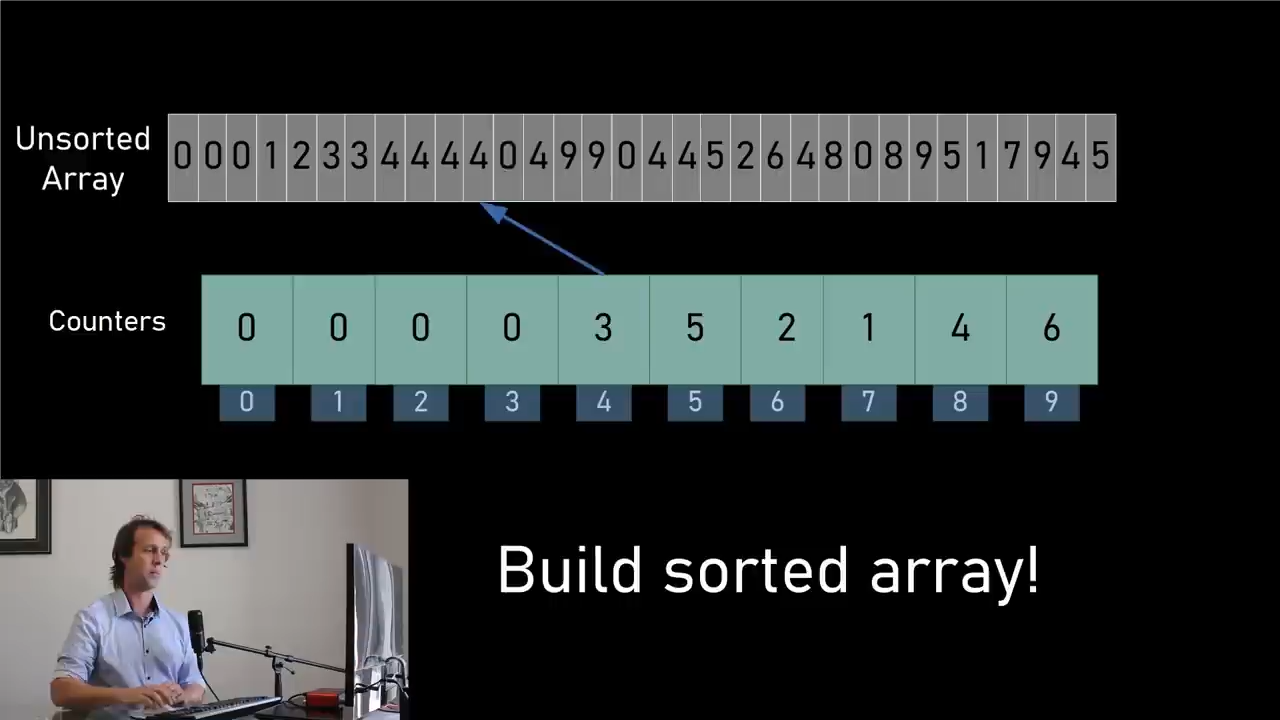 Unsorted
Array
0 0 0 1 2 3 3 4 4 4 4 0 4 9 9 0 4 4 5 2 6 4 8 0 8 9 5 1 7 9 4 5
Counters
0 0 0 0 3 5 2 1 4 6
0 1 2 3 4 5 6 7 8 9
Build sorted array!